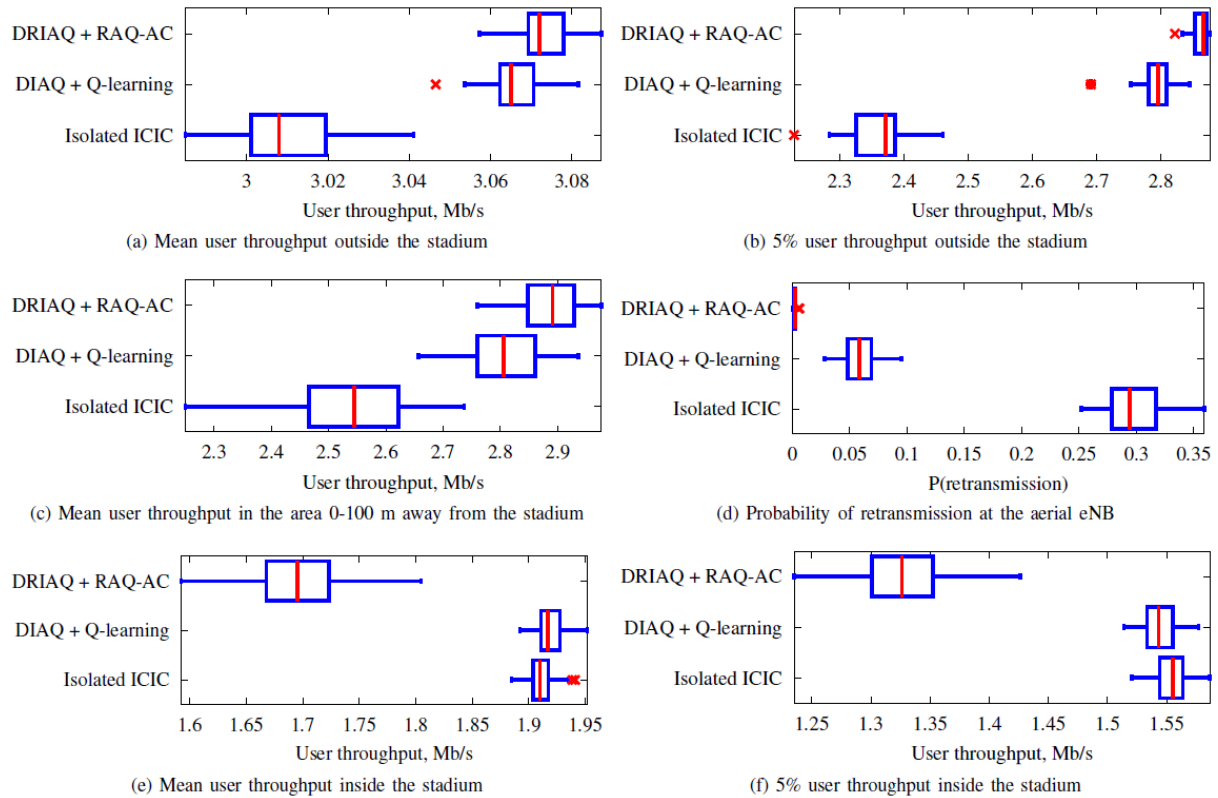 DRIAQ + RAQ-AC
DIAQ + Q-learning
Isolated ICIC
3 3.02 3.04 3.06 3.08
User throughput, Mb/s
(a) Mean user throughput outside the stadium
DRIAQ + RAQ-AC
DIAQ + Q-learning
Isolated ICIC
2.3 2.4 2.5 2.6 2.7 2.8
User throughput, Mb/s
(b) 5% user throughput outside the stadium
DRIAQ + RAQ-AC
DIAQ + Q-learning
Isolated ICIC
2.3 2.4 2.5 2.6 2.7 2.8 2.9
User throughput, Mb/s
(c) Mean user throughput in the area 0-100 m away from the stadium
DRIAQ + RAQ-AC
DIAQ + Q-learning
Isolated ICIC
0 0.05 0.1 0.15 0.2 0.25 0.3 0.35
P(retransmission)
(d) Probability of retransmission at the aerial eNB
DRIAQ + RAQ-AC
DIAQ + Q-learning
Isolated ICIC
1.6 1.65 1.7 1.75 1.8 1.85 1.9 1.95
User throughput, Mb/s
(e) Mean user throughput inside the stadium
DRIAQ + RAQ-AC
DIAQ + Q-learning
Isolated ICIC
1.25 1.3 1.35 1.4 1.45 1.5 1.55
User throughput, Mb/s
(f) 5% user throughput inside the stadium